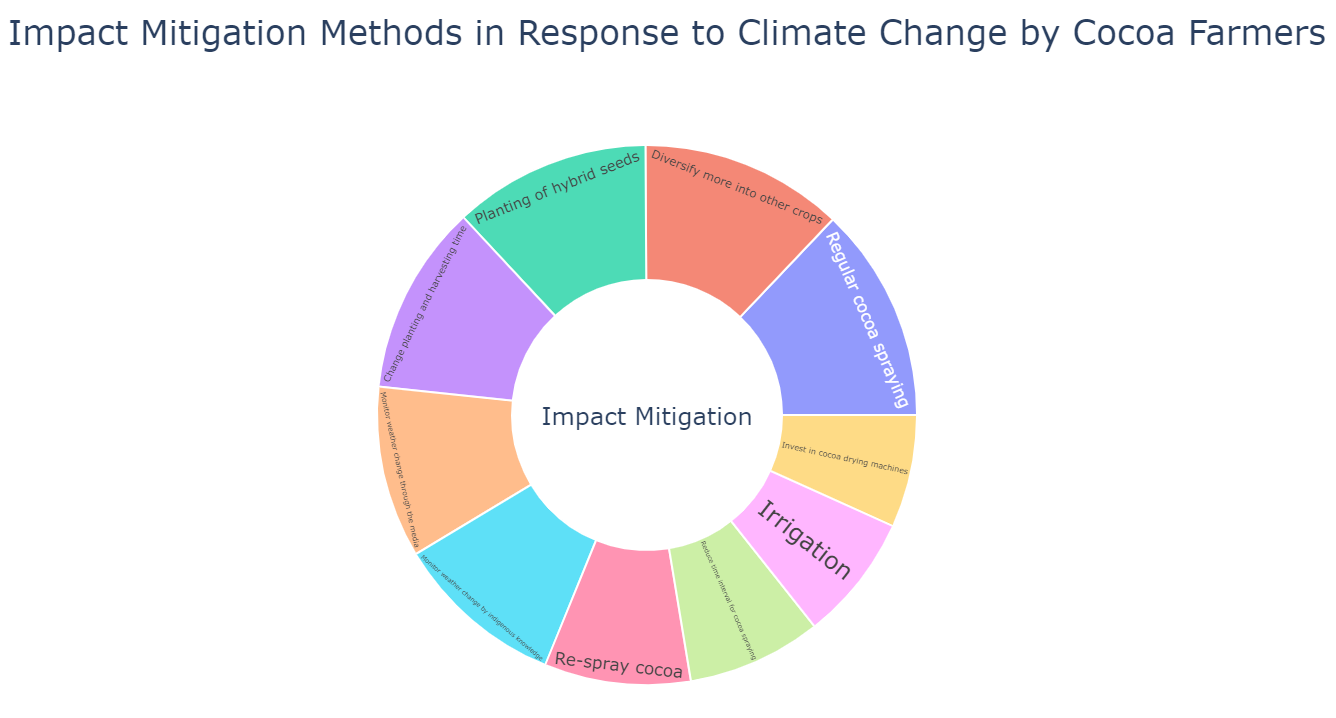 Impact Mitigation Methods in Response to Climate Change by Cocoa Farmers
Planting of hybrid seeds
Diversify more into other crops
Regular cocoa spraying
Change planting and harvesting time
Impact Mitigation
Monitor weather change through the media
Invest in cocoa drying machines
Irrigation
Monitor weather change by indigenous knowledge
Reduce time interval for cocoa spraying
Re-spray cocoa